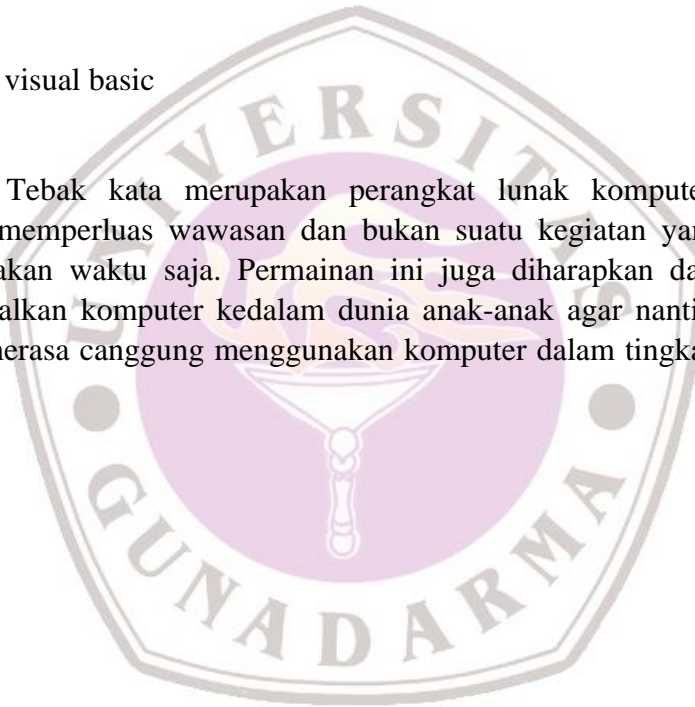 visual basic
Tebak kata merupakan perangkat lunak kompute
memperluas wawasan dan bukan suatu kegiatan yan
akan waktu saja. Permainan ini juga diharapkan da
alkan komputer kedalam dunia anak-anak agar nanti
merasa canggung menggunakan komputer dalam tingka
UNIVERSITAS
GUNADARMA